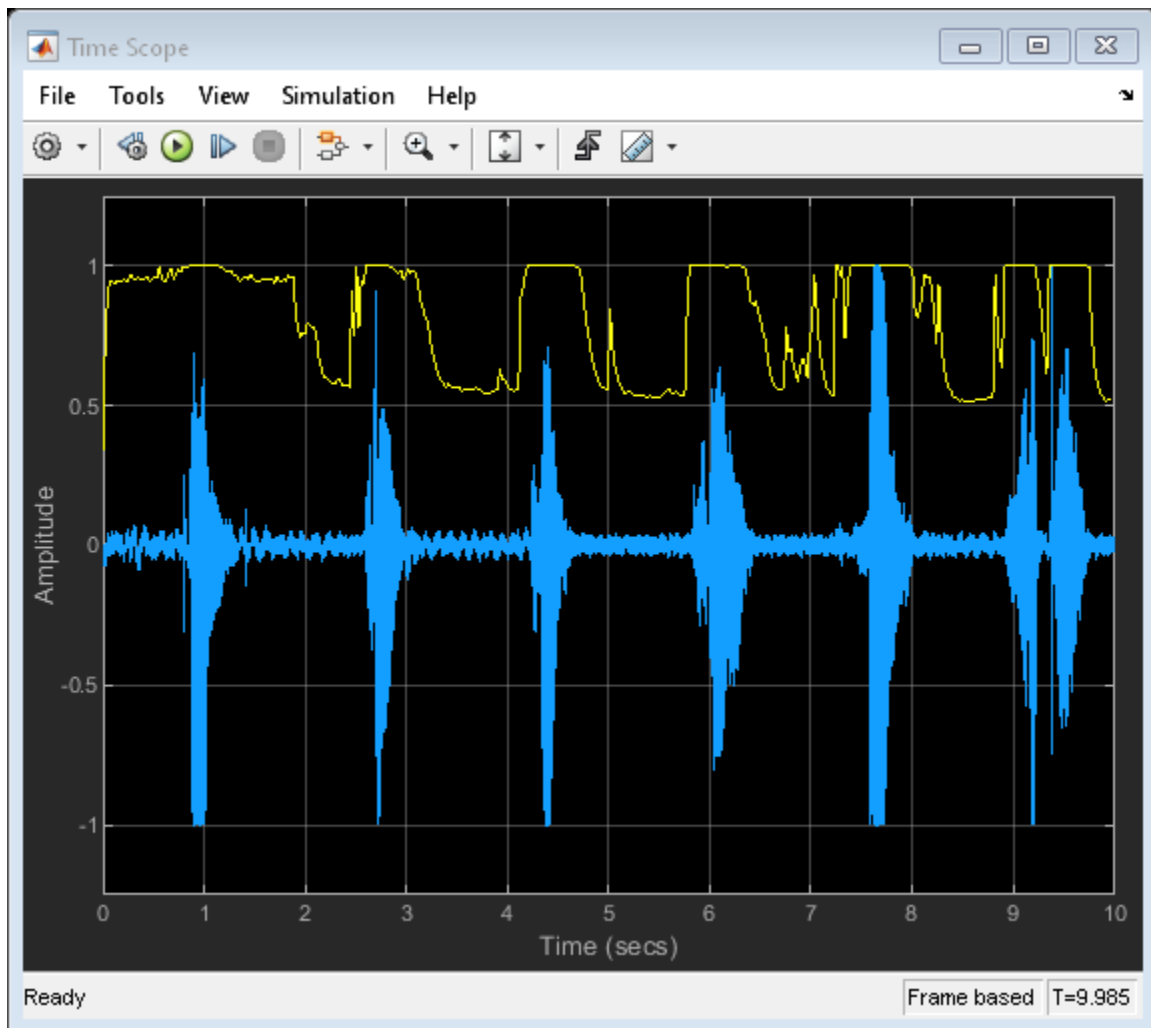 Time Scope
File Tools View Simulation Help
1
0.5
0
-0.5
-1
Amplitude
0 1 2 3 4 5 6 7 8 9 10
Time (secs)
Ready Frame based T=9.985